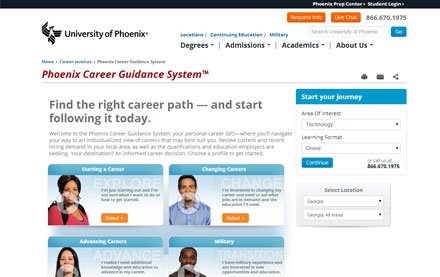 Phoenix Prep Center > Student Login >
Request Info Live Chat 866.670.1975
University of Phoenix®
Locations | Continuing Education | Military
Search University of Phoenix Go
Degrees Admissions Academics About Us
Home › Career services › Phoenix Career Guidance System
Phoenix Career Guidance System™
Find the right career path — and start
following it today.
Welcome to the Phoenix Career Guidance System, your personal career GPS—where you'll navigate
your way to an individualized view of careers that may best suit you. Review current and recent
hiring demand in your local area, as well as the qualifications and education employers are
seeking. Your destination? An informed career decision. Choose a profile to get started.
Start your journey
Area Of Interest
Technology
Learning Format
Online
Continue
or call us at
866.670.1975
Select Location
Georgia
Georgia, All Areas
Starting a Career
EXPLORE
I'm just starting out and I'm
not sure what I want to do or
how to get started.
Select >
Changing Careers
CHANGE
I'm interested in changing my
career and need to see what
jobs are in demand and the
education I'll need.
Select >
Advancing Careers
ADVANCE
I realize I need additional
knowledge and education to
advance in my career.
Military
TRANSITION
I have military experience and
am interested in new
opportunities and education.